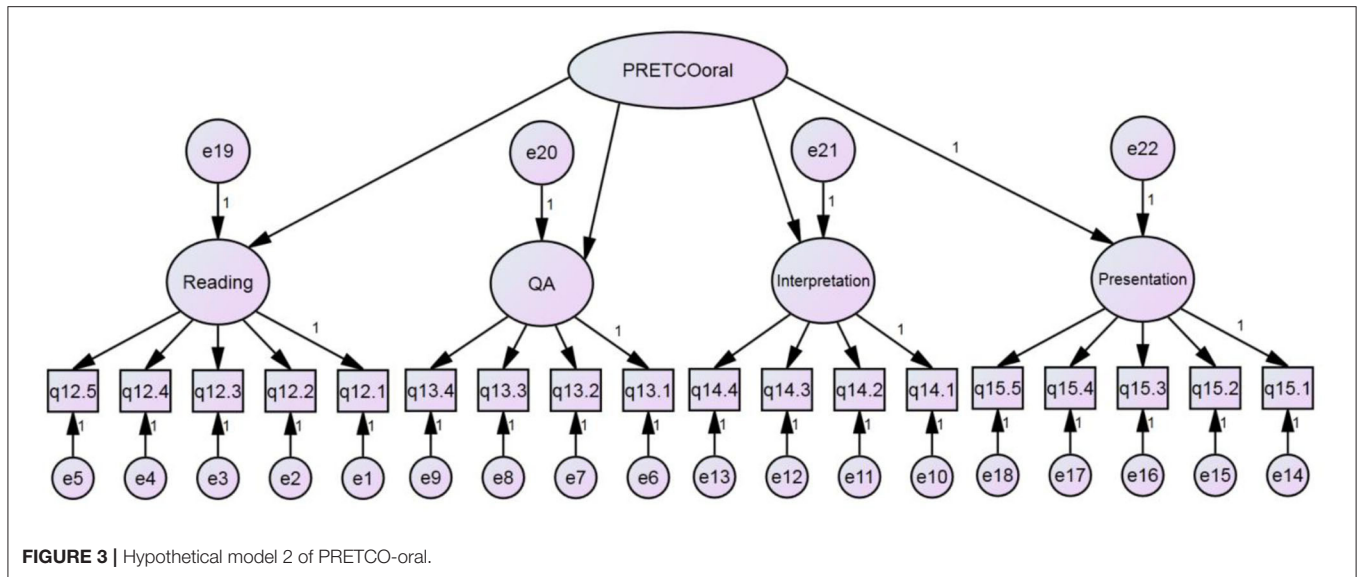 PRETCOoral
e19
e20
e21
1
e22
1
1
1
1
Reading
QA
Interpretation
Presentation
1
1
1
1
q12.5 q12.4 q12.3 q12.2 q12.1 q13.4 q13.3 q13.2 q13.1 q14.4 q14.3 q14.2 q14.1 q15.5 q15.4 q15.3 q15.2 q15.1
1 1 1 1 1 1 1 1 1 1 1 1 1 1 1 1 1 1
e5 e4 e3 e2 e1 e9 e8 e7 e6 e13 e12 e11 e10 e18 e17 e16 e15 e14
FIGURE 3 | Hypothetical model 2 of PRETCO-oral.